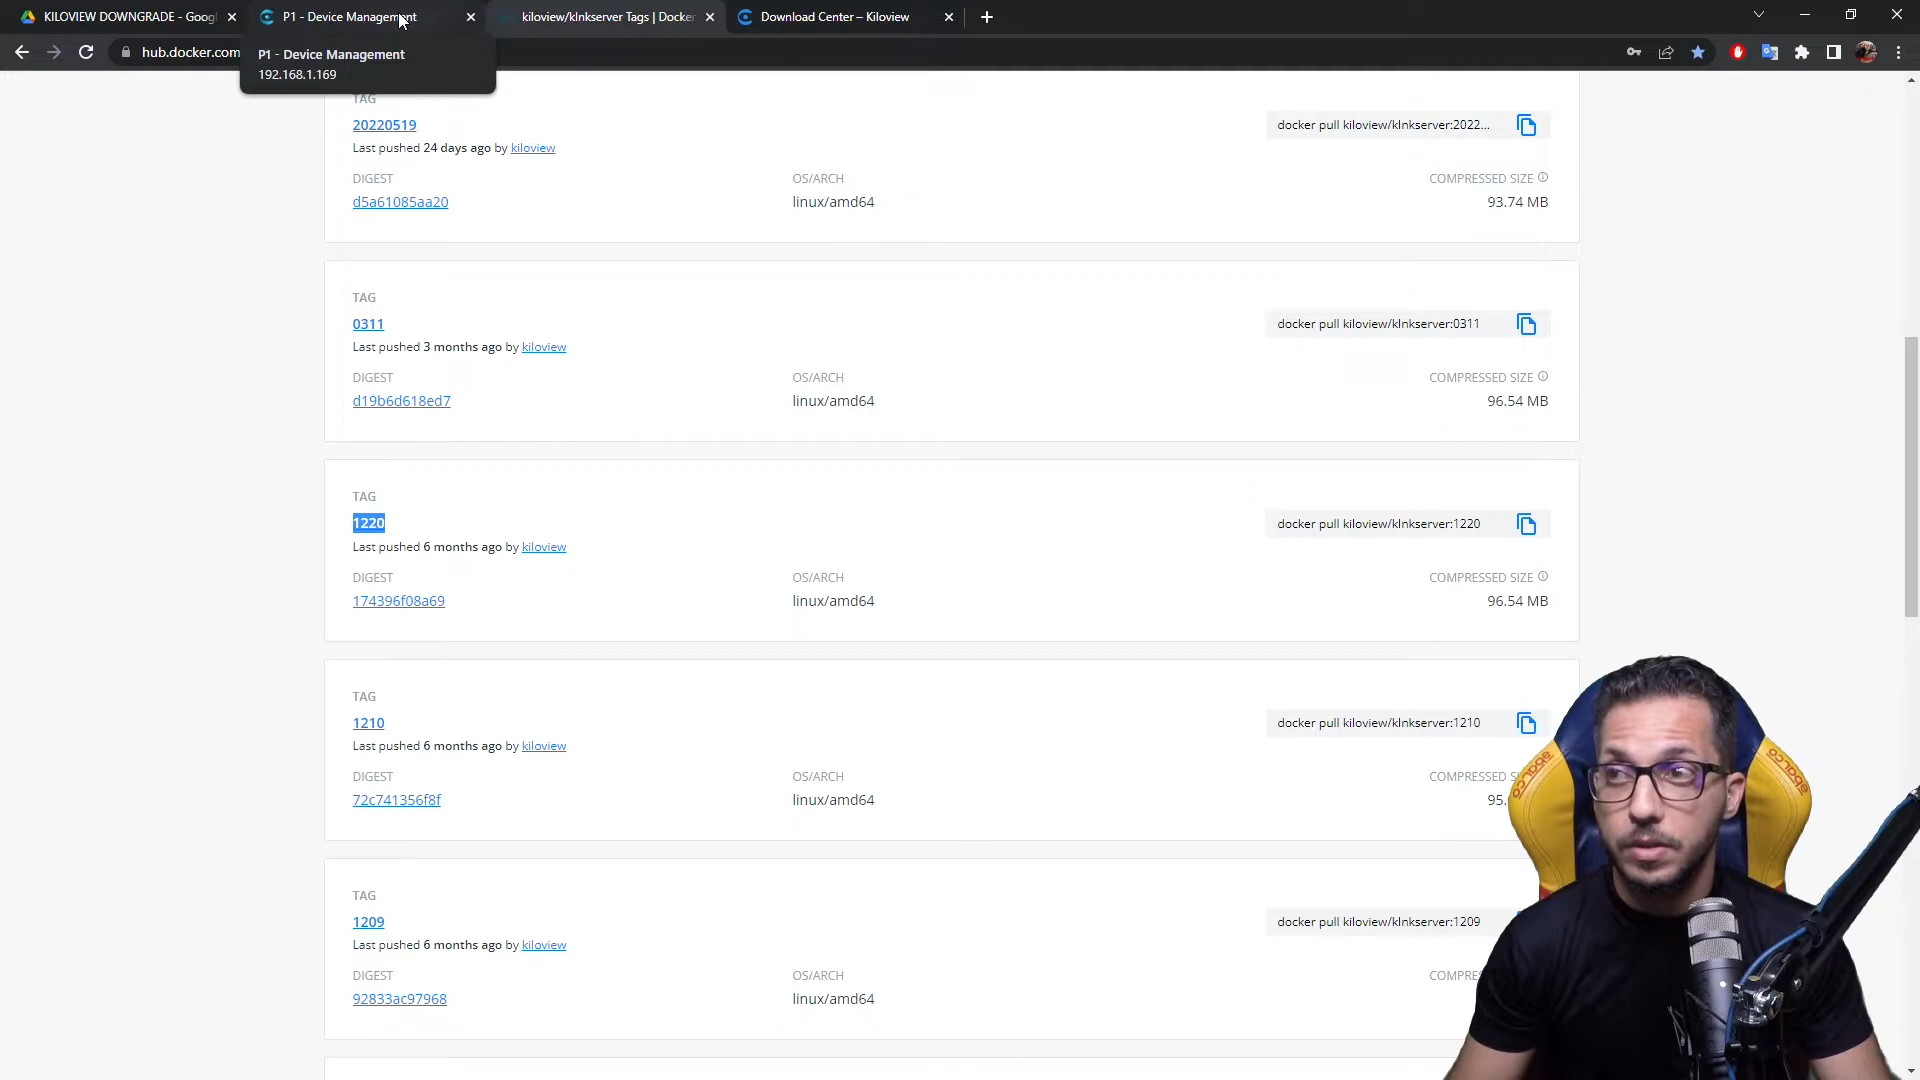 KILOVIEW DOWNGRADE - Googl
P1 - Device Management
kiloview/klnkserver Tags | Docker
Download Center – Kiloview
hub.docker.com
P1 - Device Management
192.168.1.169
TAG
20220519
docker pull kiloview/klnkserver:2022...
Last pushed 24 days ago by kiloview
DIGEST
OS/ARCH
COMPRESSED SIZE
d5a61085aa20
linux/amd64
93.74 MB
TAG
0311
docker pull kiloview/klnkserver:0311
Last pushed 3 months ago by kiloview
DIGEST
OS/ARCH
COMPRESSED SIZE
d19b6d618ed7
linux/amd64
96.54 MB
TAG
1220
docker pull kiloview/klnkserver:1220
Last pushed 6 months ago by kiloview
DIGEST
OS/ARCH
COMPRESSED SIZE
174396f08a69
linux/amd64
96.54 MB
TAG
1210
docker pull kiloview/klnkserver:1210
Last pushed 6 months ago by kiloview
DIGEST
OS/ARCH
COMPRESSED S
72c741356f8f
linux/amd64
95.
TAG
1209
docker pull kiloview/klnkserver:1209
Last pushed 6 months ago by kiloview
DIGEST
OS/ARCH
COMPRES
92833ac97968
linux/amd64
abarco
abarco